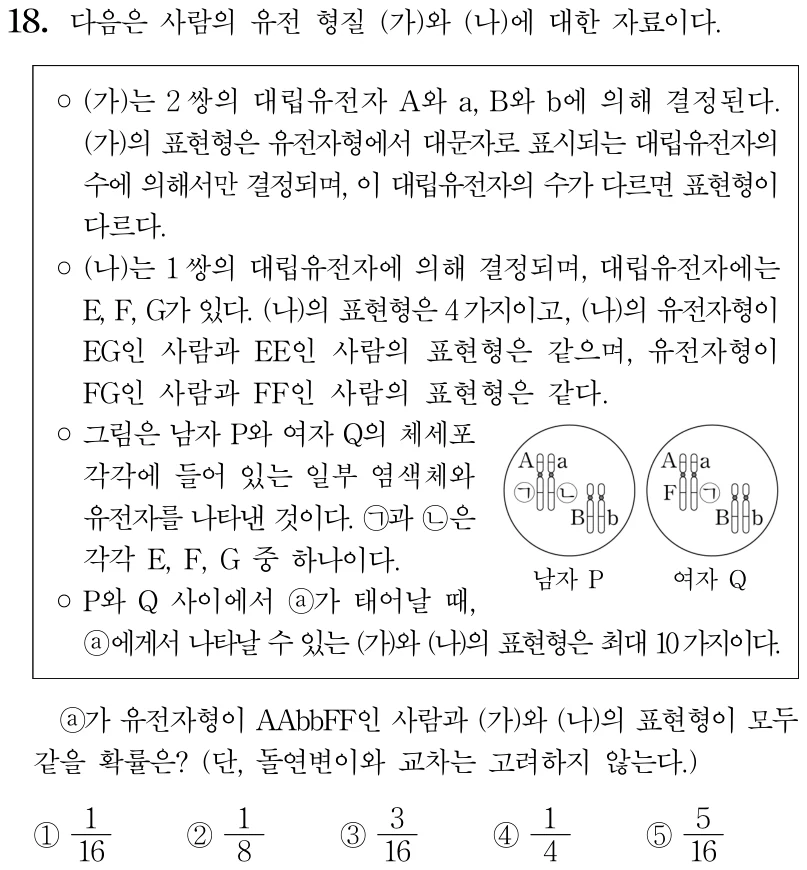 18. 다음은 사람의 유전 형질 (가)와 (나)에 대한 자료이다.
○ (가)는 2쌍의 대립유전자 A와 a, B와 b에 의해 결정된다.
(가)의 표현형은 유전자형에서 대문자로 표시되는 대립유전자의
수에 의해서만 결정되며, 이 대립유전자의 수가 다르면 표현형이
다르다.
○ (나)는 1쌍의 대립유전자에 의해 결정되며, 대립유전자에는
E, F, G가 있다. (나)의 표현형은 4가지이고, (나)의 유전자형이
EG인 사람과 EE인 사람의 표현형은 같으며, 유전자형이
FG인 사람과 FF인 사람의 표현형은 같다.
○ 그림은 남자 P와 여자 Q의 체세포
각각에 들어 있는 일부 염색체와
유전자를 나타낸 것이다. ㉠과 ㉡은
각각 E, F, G 중 하나이다.
A a
㉠ ㉡
B b
남자 P
A a
F ㉠
B b
여자 Q
○ P와 Q 사이에서 ⓐ가 태어날 때,
ⓐ에게서 나타날 수 있는 (가)와 (나)의 표현형은 최대 10가지이다.
ⓐ가 유전자형이 AAbbFF인 사람과 (가)와 (나)의 표현형이 모두
같을 확률은? (단, 돌연변이와 교차는 고려하지 않는다.)
① 1/16 ② 1/8 ③ 3/16 ④ 1/4 ⑤ 5/16